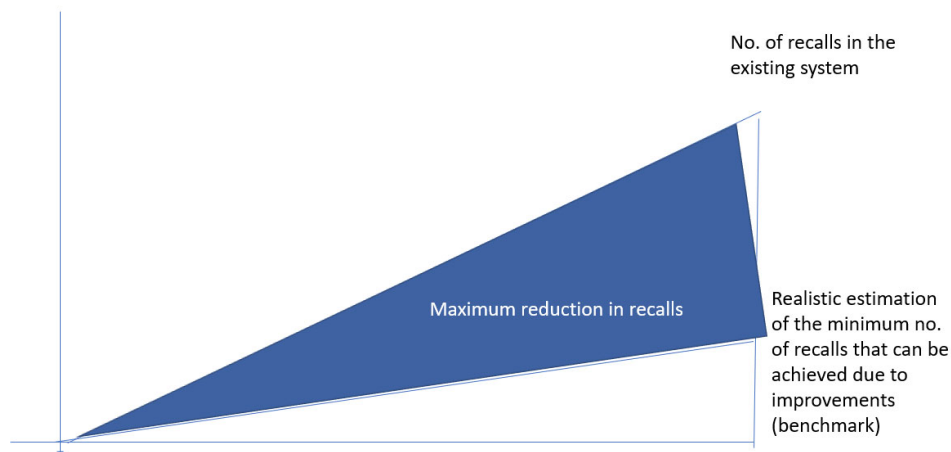 No. of recalls in the
existing system
Maximum reduction in recalls
Realistic estimation
of the minimum no.
of recalls that can be
achieved due to
improvements
(benchmark)